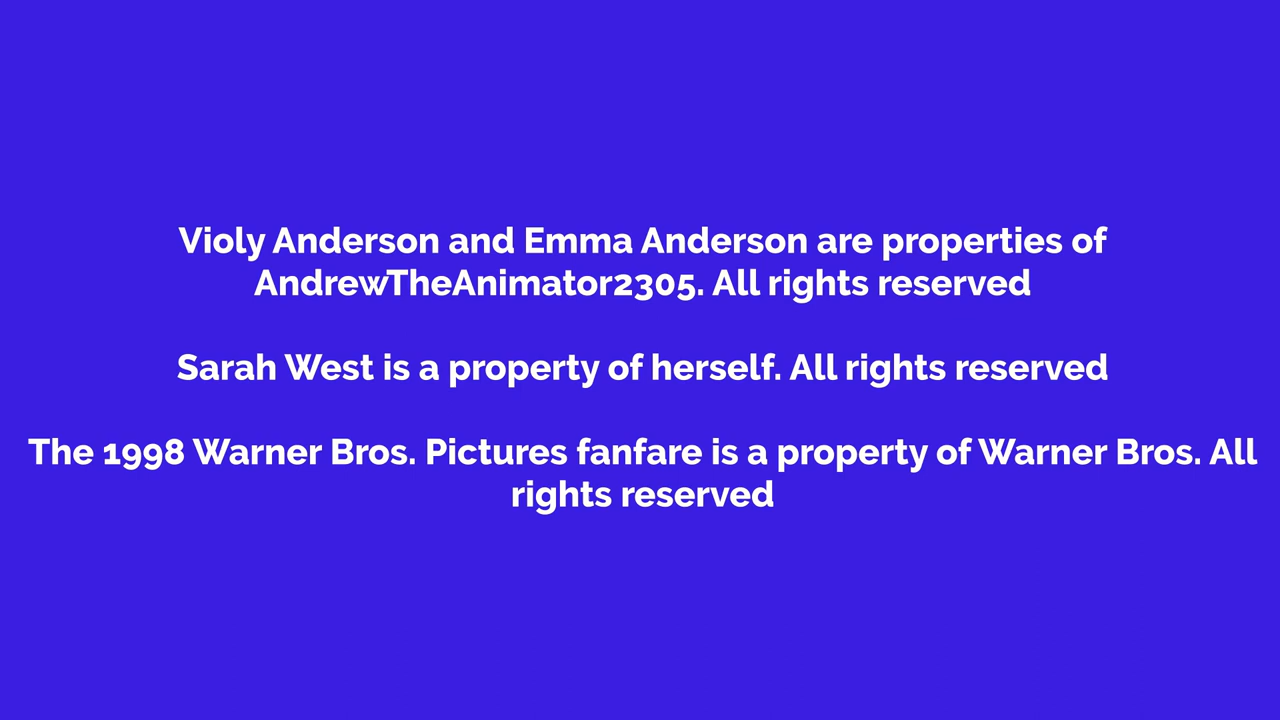 Violy Anderson and Emma Anderson are properties of
AndrewTheAnimator2305. All rights reserved
Sarah West is a property of herself. All rights reserved
The 1998 Warner Bros. Pictures fanfare is a property of Warner Bros. All
rights reserved